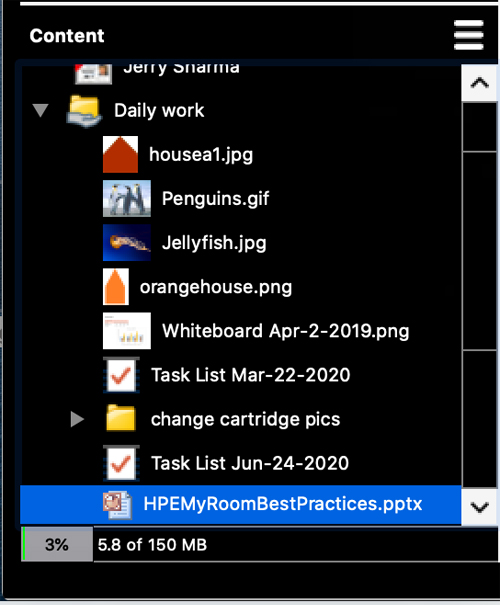 Content
Jerry Sharma
Daily work
housea1.jpg
Penguins.gif
Jellyfish.jpg
orangehouse.png
Whiteboard Apr-2-2019.png
Task List Mar-22-2020
change cartridge pics
Task List Jun-24-2020
HPEMyRoomBestPractices.pptx
3% 5.8 of 150 MB